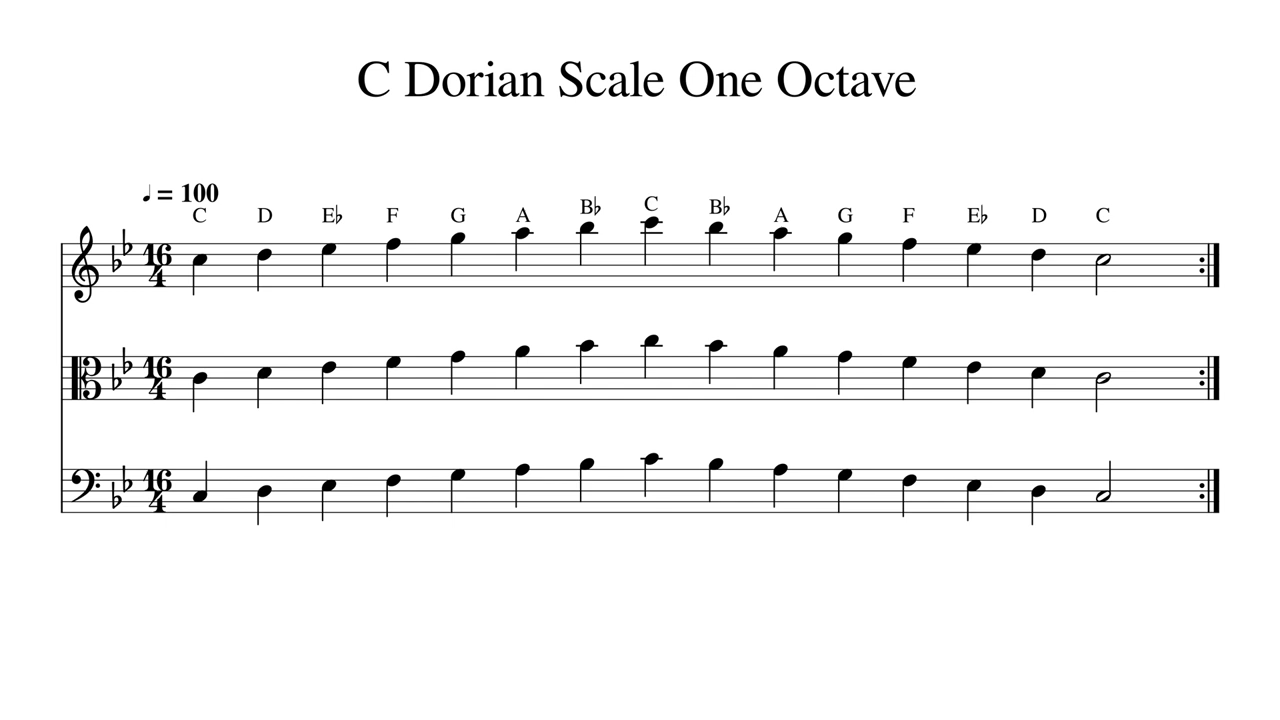 C Dorian Scale One Octave
♩ = 100
C D E♭ F G A B♭ C B♭ A G F E♭ D C
16
4
16
4
16
4